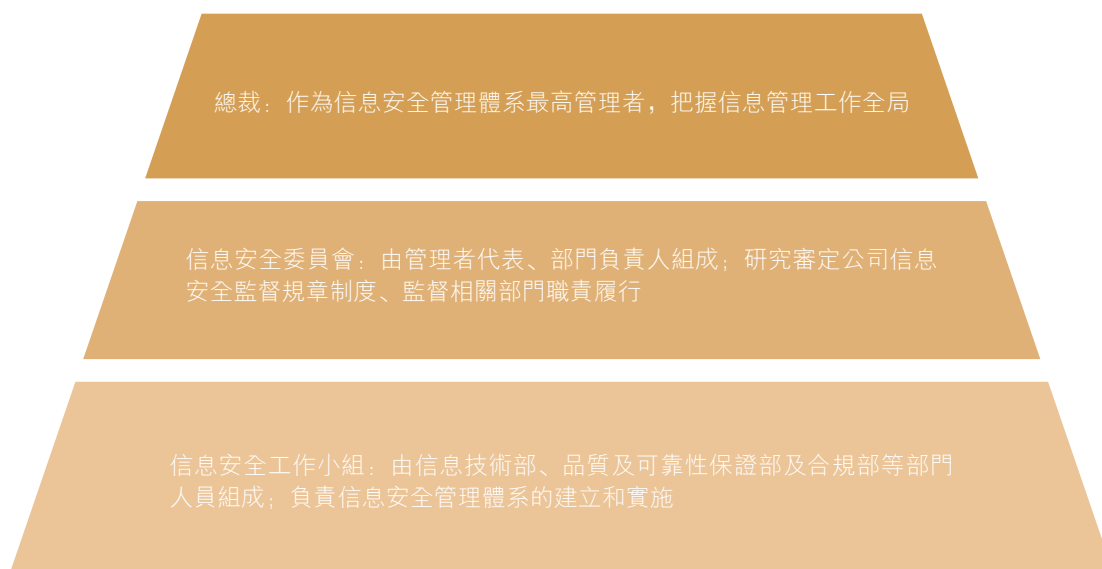 總裁：作為信息安全管理體系最高管理者，把握信息管理工作全局
信息安全委員會：由管理者代表、部門負責人組成；研究審定公司信息
安全監督規章制度、監督相關部門職責履行
信息安全工作小組：由信息技術部、品質及可靠性保證部及合規部等部門
人員組成；負責信息安全管理體系的建立和實施